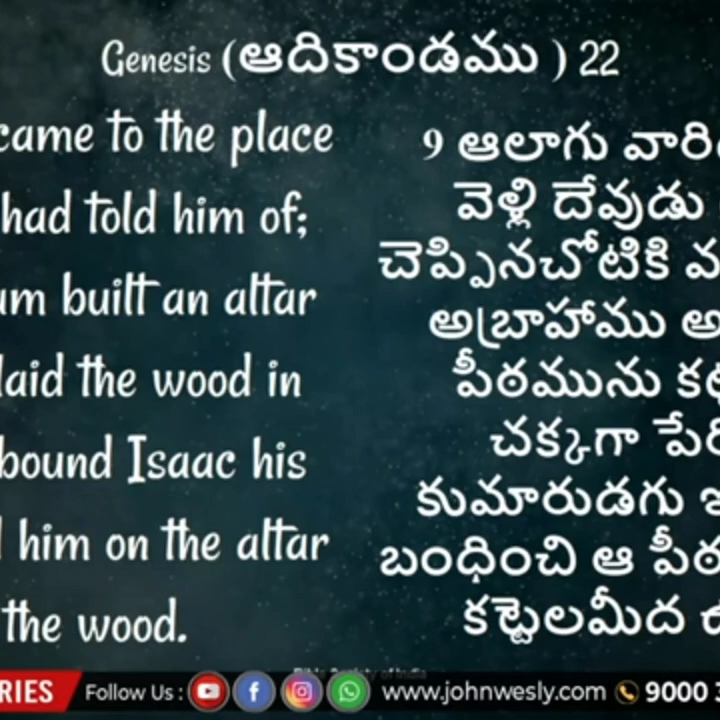 Genesis (ఆదికాండము ) 22
came to the place
had told him of;
um built an altar
laid the wood in
bound Isaac his
him on the altar
the wood.
9 ఆలాగు వారి
వెళ్లి దేవుడు
చెప్పినచోటికి వ
అబ్రాహాము అ
పీఠమును కట్
చక్కగా పేరి
కుమారుడగు ఇ
బంధించి ఆ పీఠ
కట్టెలమీద ఉ
RIES Follow Us : www.johnwesly.com 9000